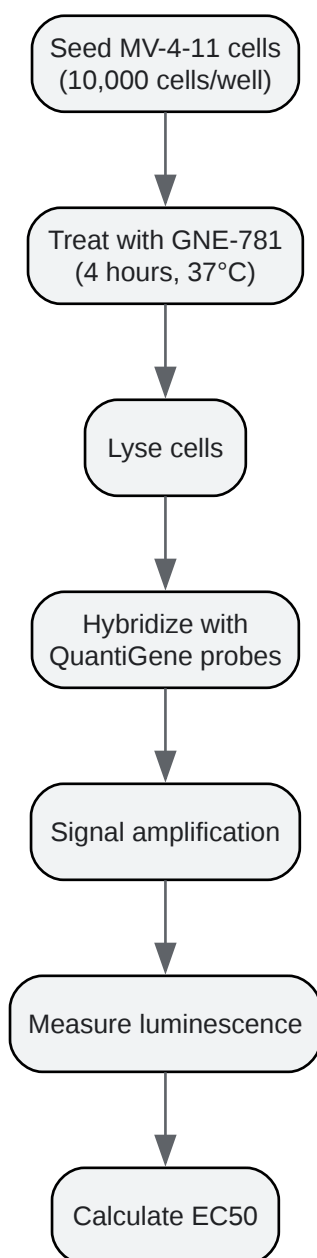 Seed MV-4-11 cells
(10,000 cells/well)
Treat with GNE-781
(4 hours, 37°C)
Lyse cells
Hybridize with
QuantiGene probes
Signal amplification
Measure luminescence
Calculate EC50